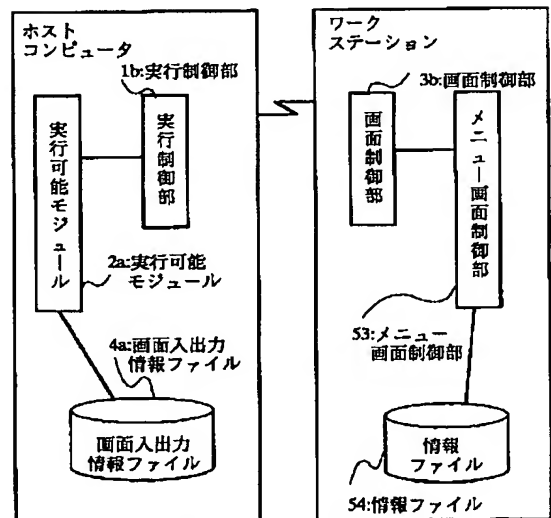 ホスト
コンピュータ
1b:実行制御部
実行制御部
実行可能モジュール
2a:実行可能
モジュール
4a:画面入出力
情報ファイル
画面入出力
情報ファイル
ワーク
ステーション
3b:画面制御部
画面制御部
メニュー画面制御部
53:メニュー
画面制御部
情報
ファイル
54:情報ファイル